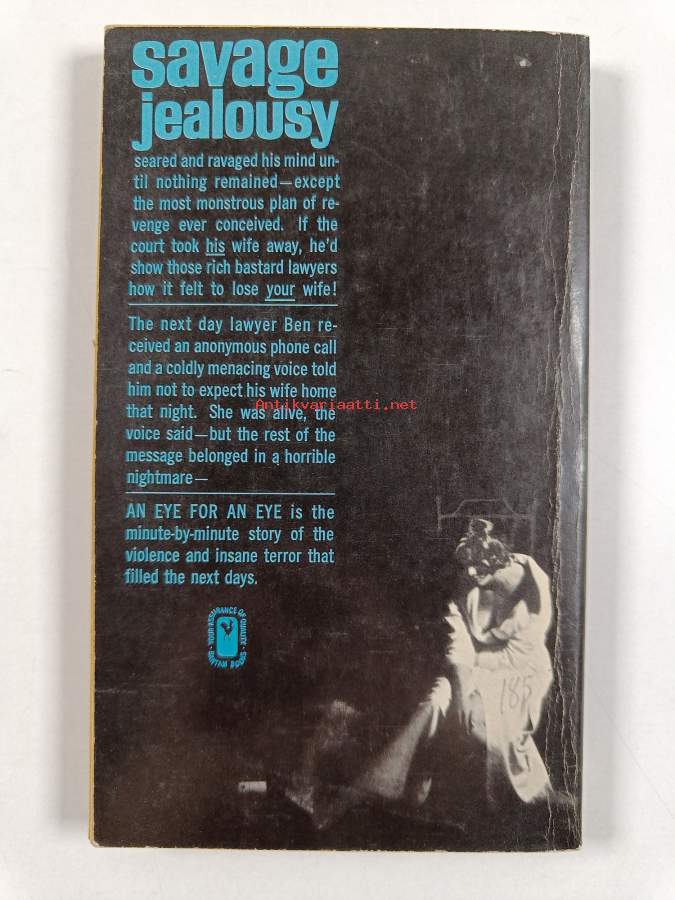 savage
jealousy
seared and ravaged his mind un-
til nothing remained—except
the most monstrous plan of re-
venge ever conceived. If the
court took his wife away, he'd
show those rich bastard lawyers
how it felt to lose your wife!
The next day lawyer Ben re-
ceived an anonymous phone call
and a coldly menacing voice told
him not to expect his wife home
that night. She was alive, the
voice said—but the rest of the
message belonged in a horrible
nightmare—
AN EYE FOR AN EYE is the
minute-by-minute story of the
violence and insane terror that
filled the next days.
YOUR ASSURANCE OF QUALITY
BANTAM BOOKS
185
Antikvariaatti.net